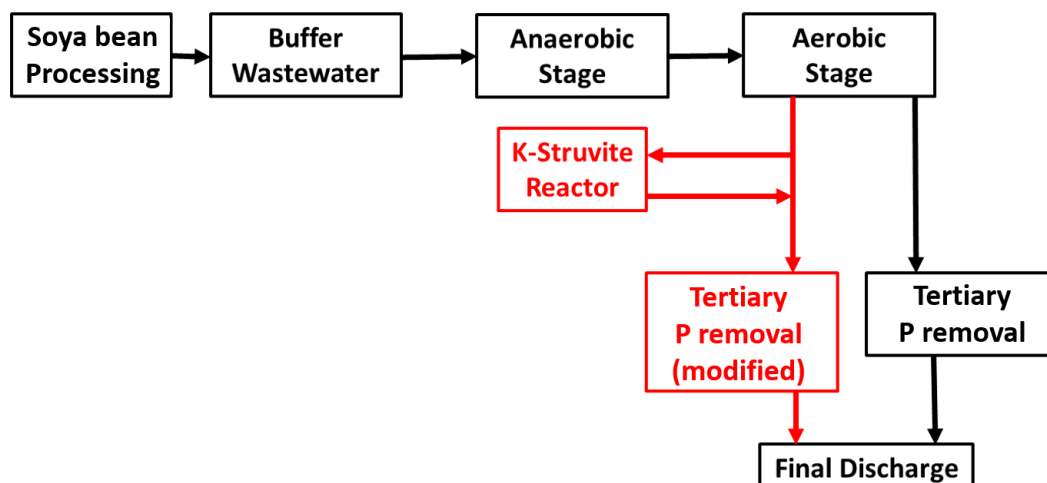 Soya bean
Processing
Buffer
Wastewater
Anaerobic
Stage
Aerobic
Stage
K-Struvite
Reactor
Tertiary
P removal
(modified)
Tertiary
P removal
Final Discharge